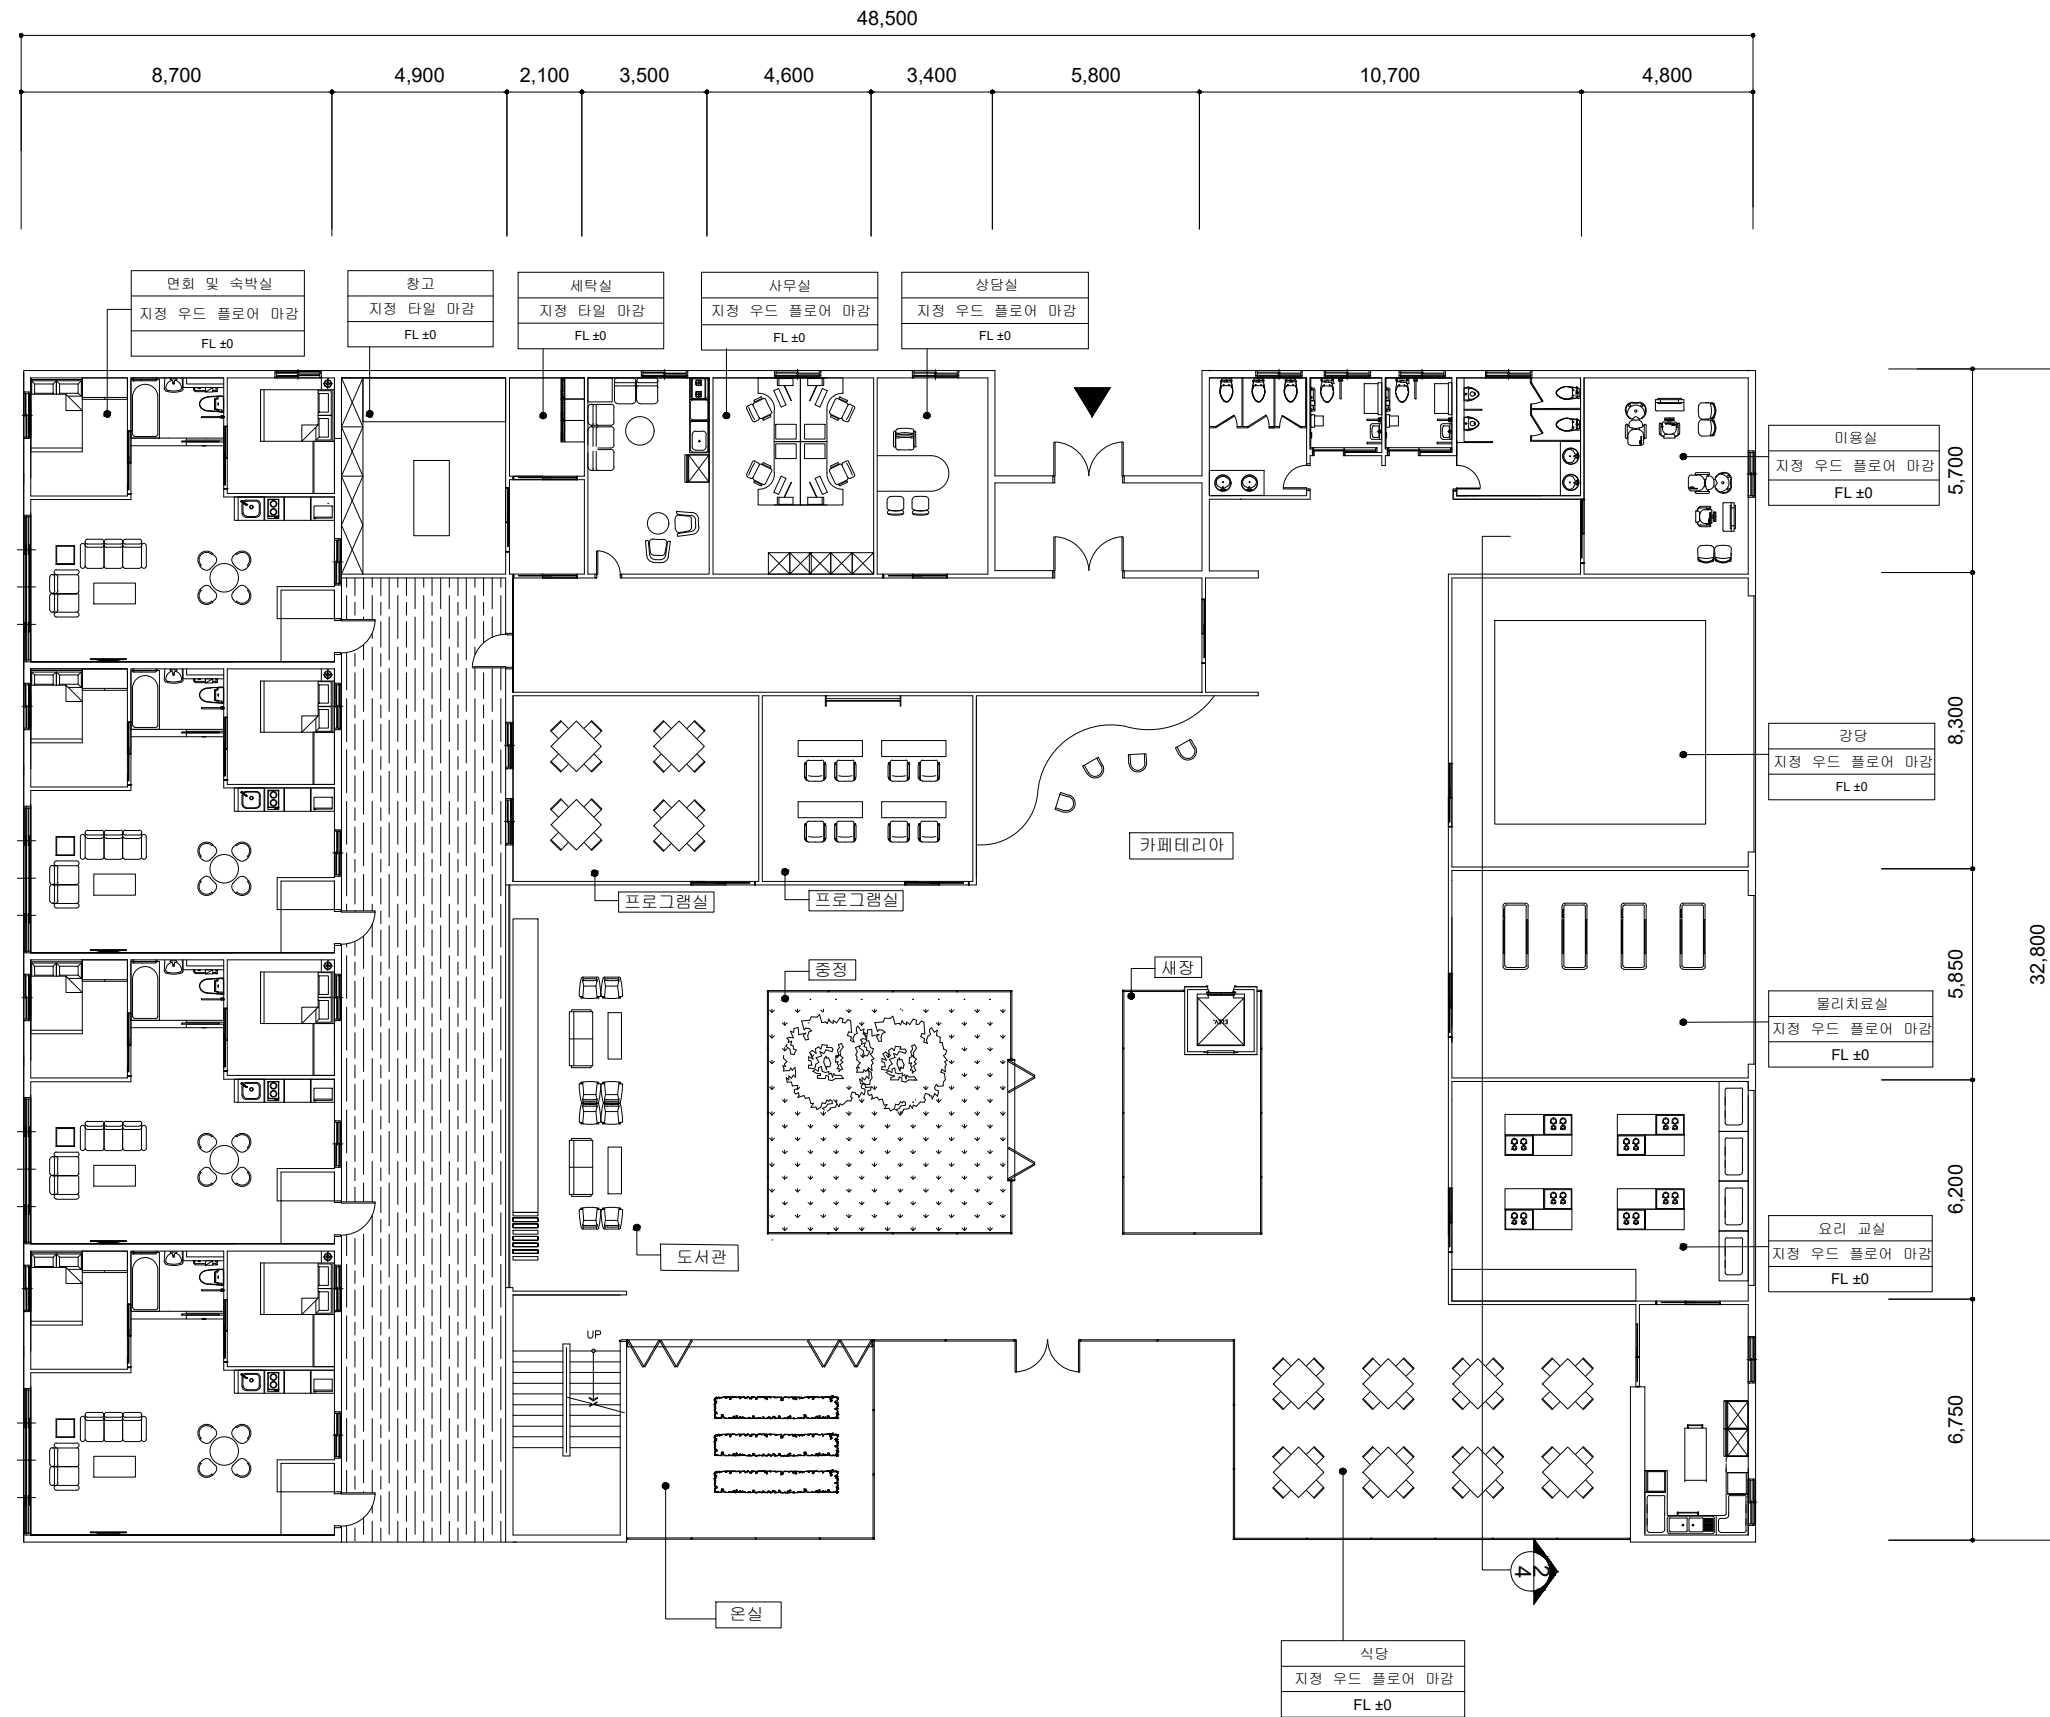 48,500
8,700
4,900
2,100
3,500
4,600
3,400
5,800
10,700
4,800
면회 및 숙박실
지정 우드 플로어 마감
FL ±0
창고
지정 타일 마감
FL ±0
세탁실
지정 타일 마감
FL ±0
사무실
지정 우드 플로어 마감
FL ±0
상담실
지정 우드 플로어 마감
FL ±0
미용실
지정 우드 플로어 마감
FL ±0
5,700
강당
지정 우드 플로어 마감
FL ±0
8,300
카페테리아
프로그램실
프로그램실
중정
새장
ELEV.
물리치료실
지정 우드 플로어 마감
FL ±0
5,850
32,800
도서관
요리 교실
지정 우드 플로어 마감
FL ±0
6,200
UP
6,750
2
4
온실
식당
지정 우드 플로어 마감
FL ±0